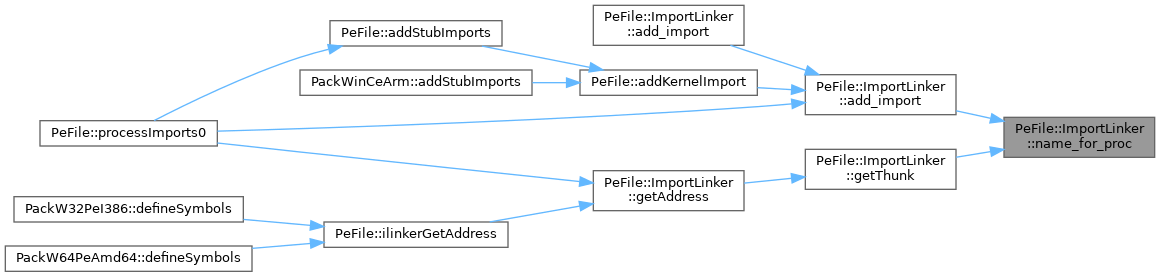 PeFile::ImportLinker
::add_import
PeFile::addStubImports
PackWinCeArm::addStubImports
PeFile::addKernelImport
PeFile::ImportLinker
::add_import
PeFile::processImports0
PeFile::ImportLinker
::name_for_proc
PeFile::ImportLinker
::getThunk
PeFile::ImportLinker
::getAddress
PackW32PeI386::defineSymbols
PeFile::ilinkerGetAddress
PackW64PeAmd64::defineSymbols